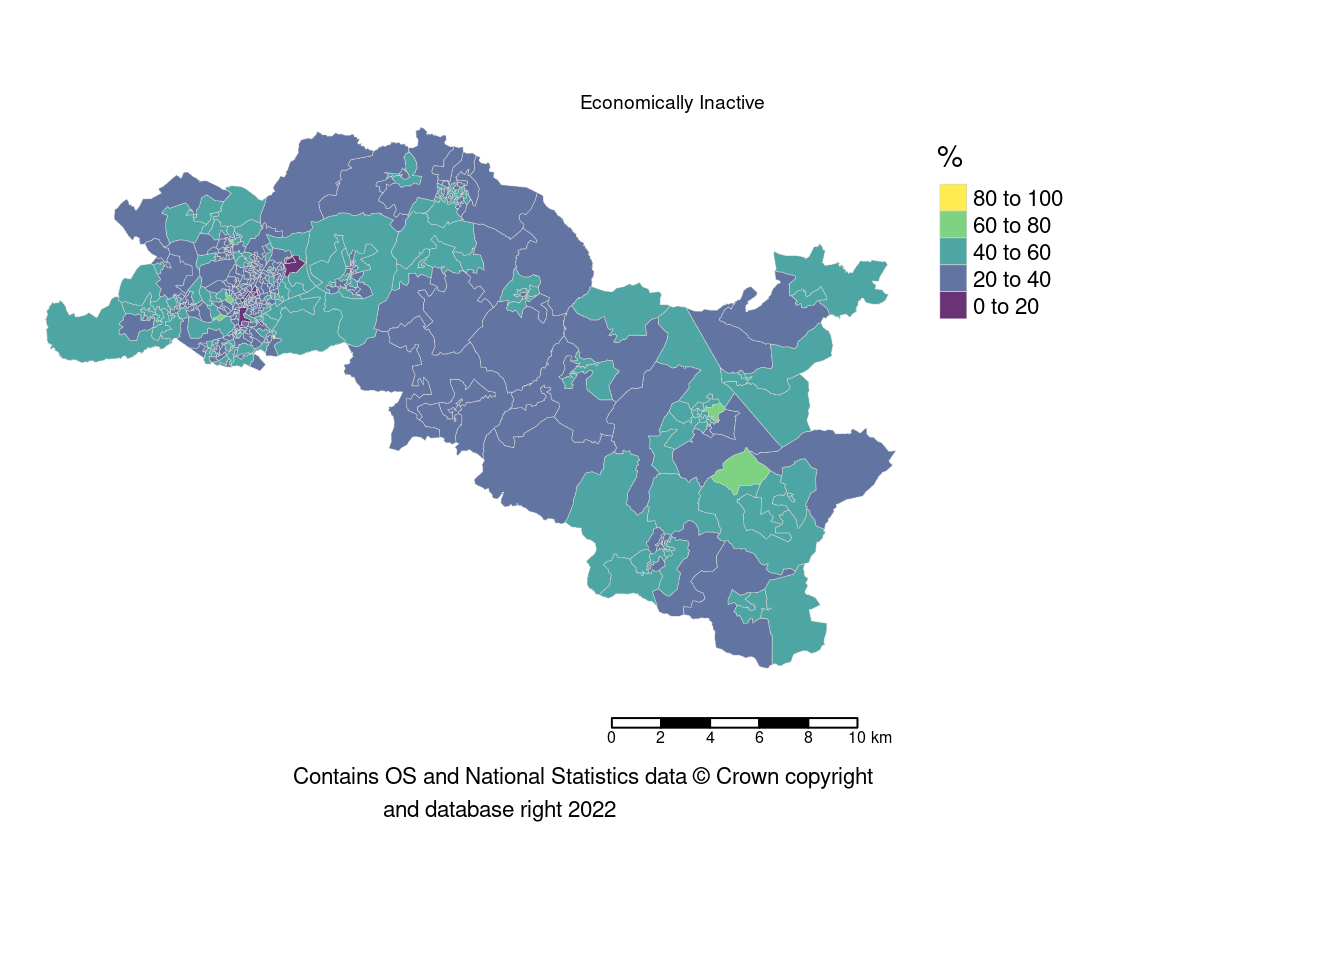 Economically Inactive
%
80 to 100
60 to 80
40 to 60
20 to 40
0 to 20
0 2 4 6 8 10 km
Contains OS and National Statistics data © Crown copyright
and database right 2022